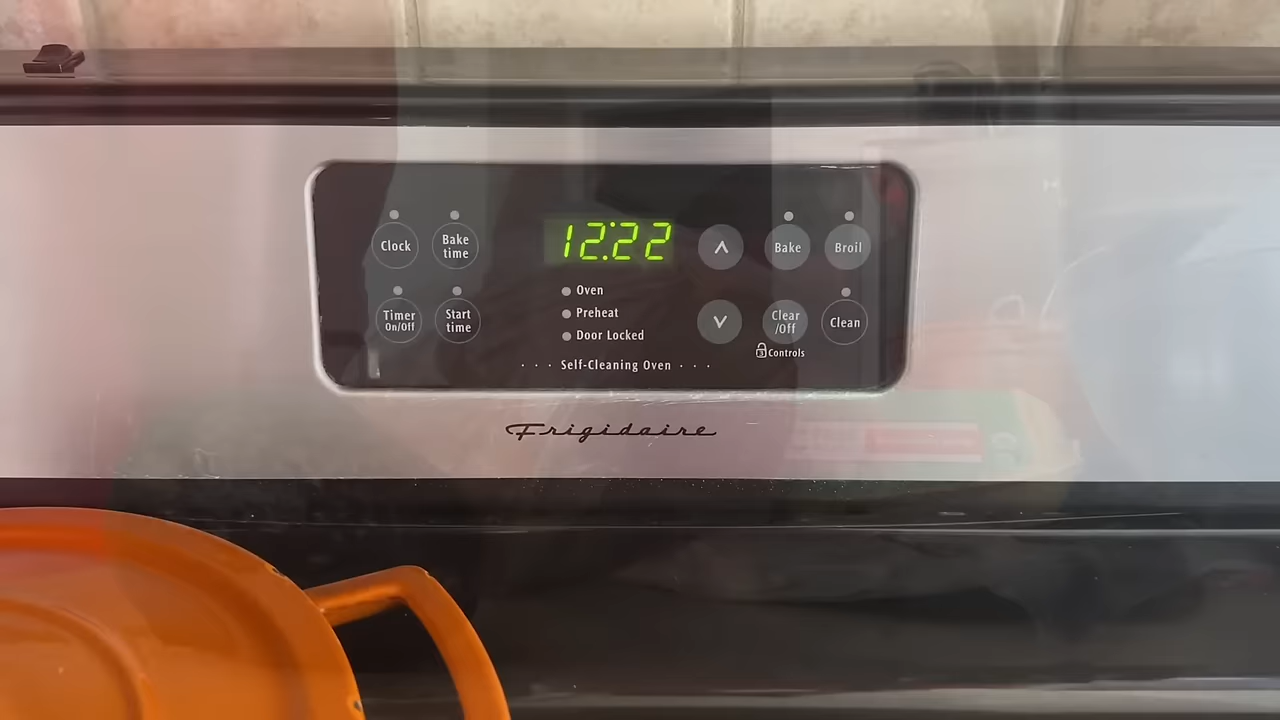 Clock
Bake
time
12:22
Bake
Broil
Oven
Preheat
Door Locked
Timer
On/Off
Start
time
Clear
/Off
Clean
Controls
· · · Self-Cleaning Oven · · ·
Frigidaire